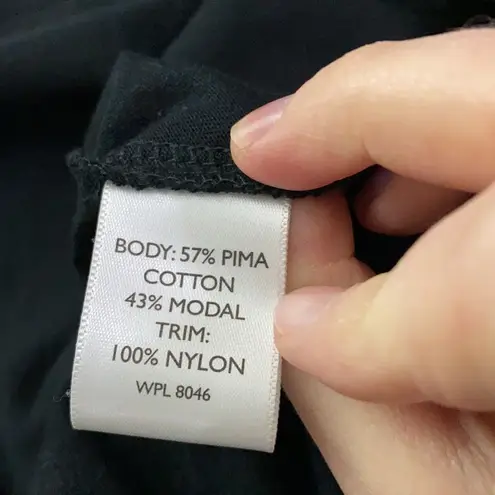 BODY: 57% PIMA
COTTON
43% MODAL
TRIM:
100% NYLON
WPL 8046